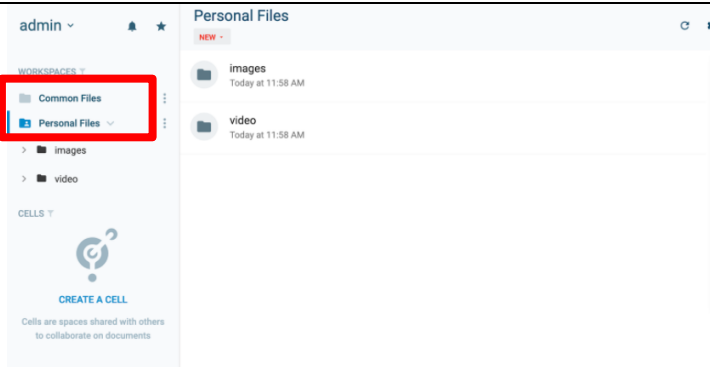 admin
WORKSPACES
Common Files
Personal Files
images
video
CELLS
CREATE A CELL
Cells are spaces shared with others
to collaborate on documents
Personal Files
NEW
images
Today at 11:58 AM
video
Today at 11:58 AM